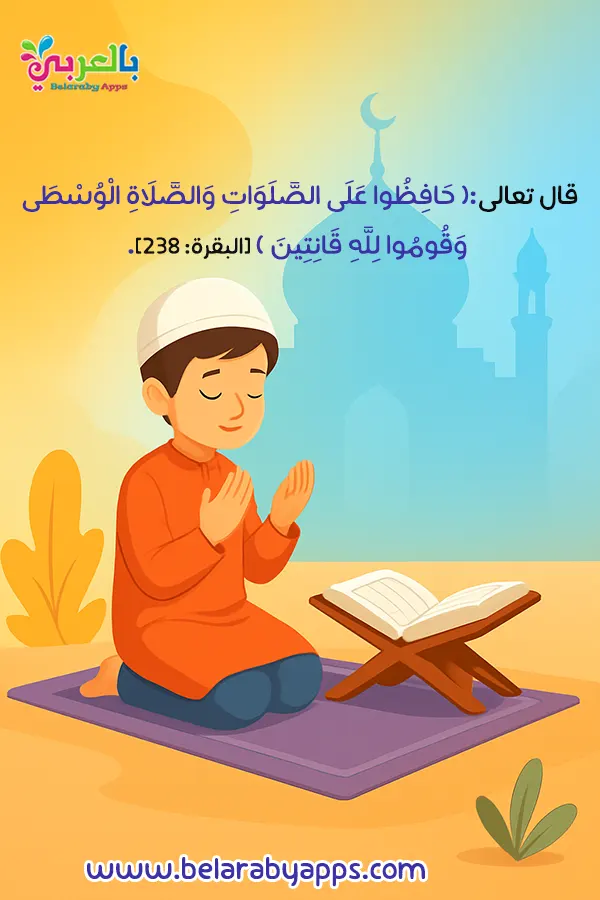 بالعربي
Belaraby Apps
قال تعالى :( حَافِظُوا عَلَى الصَّلَوَاتِ وَالصَّلَاةِ الْوُسْطَى
وَقُومُوا لِلَّهِ قَانِتِينَ ) [البقرة: 238].
www.belarabyapps.com